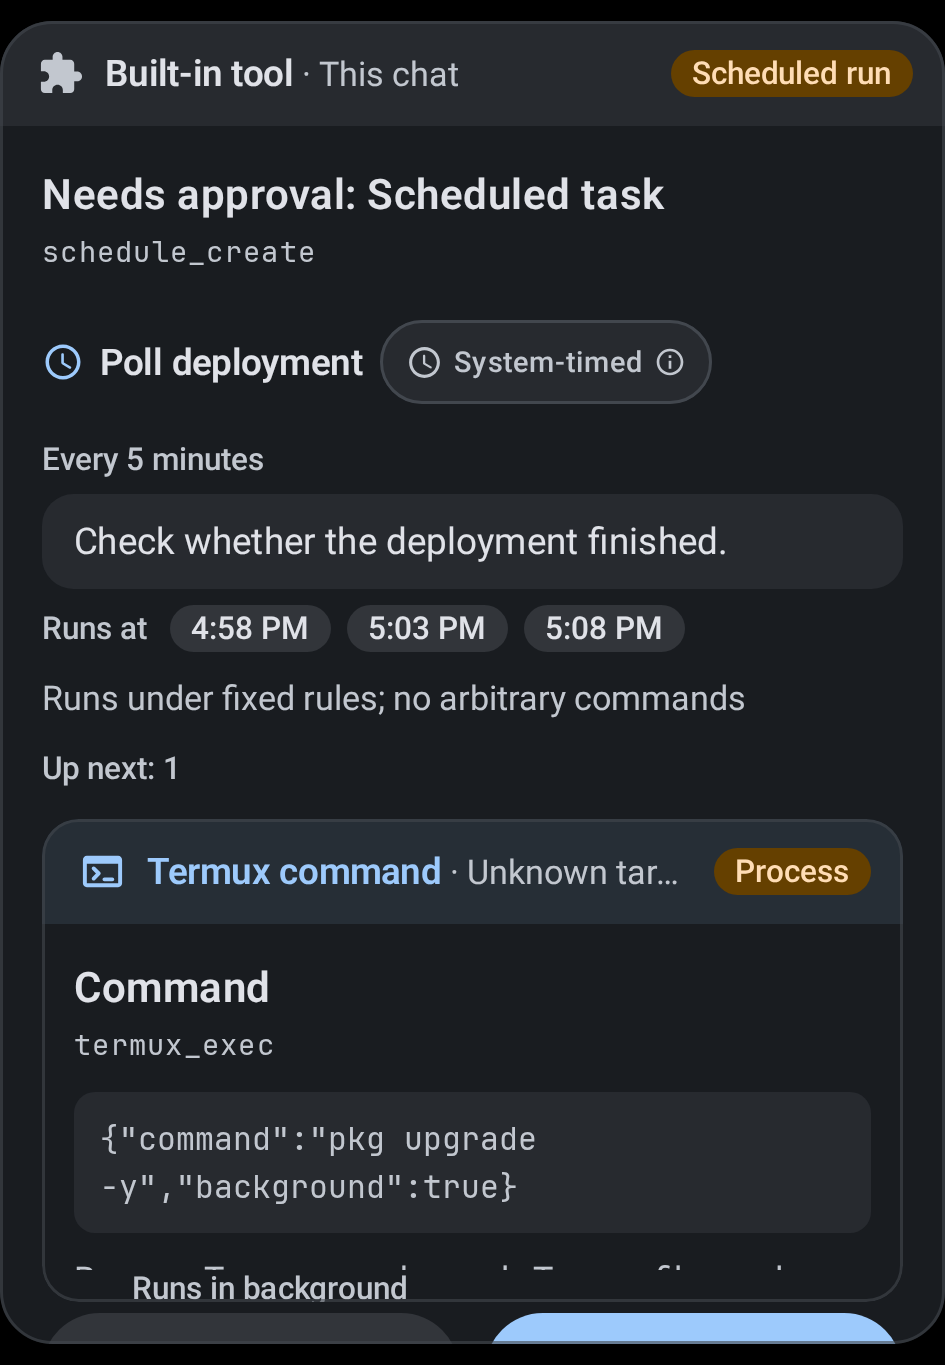 Built-in tool · This chat
Scheduled run
Needs approval: Scheduled task
schedule_create
Poll deployment
System-timed
Every 5 minutes
Check whether the deployment finished.
Runs at 4:58 PM 5:03 PM 5:08 PM
Runs under fixed rules; no arbitrary commands
Up next: 1
Termux command · Unknown tar…
Process
Command
termux_exec
{"command":"pkg upgrade
-y","background":true}
Runs in background